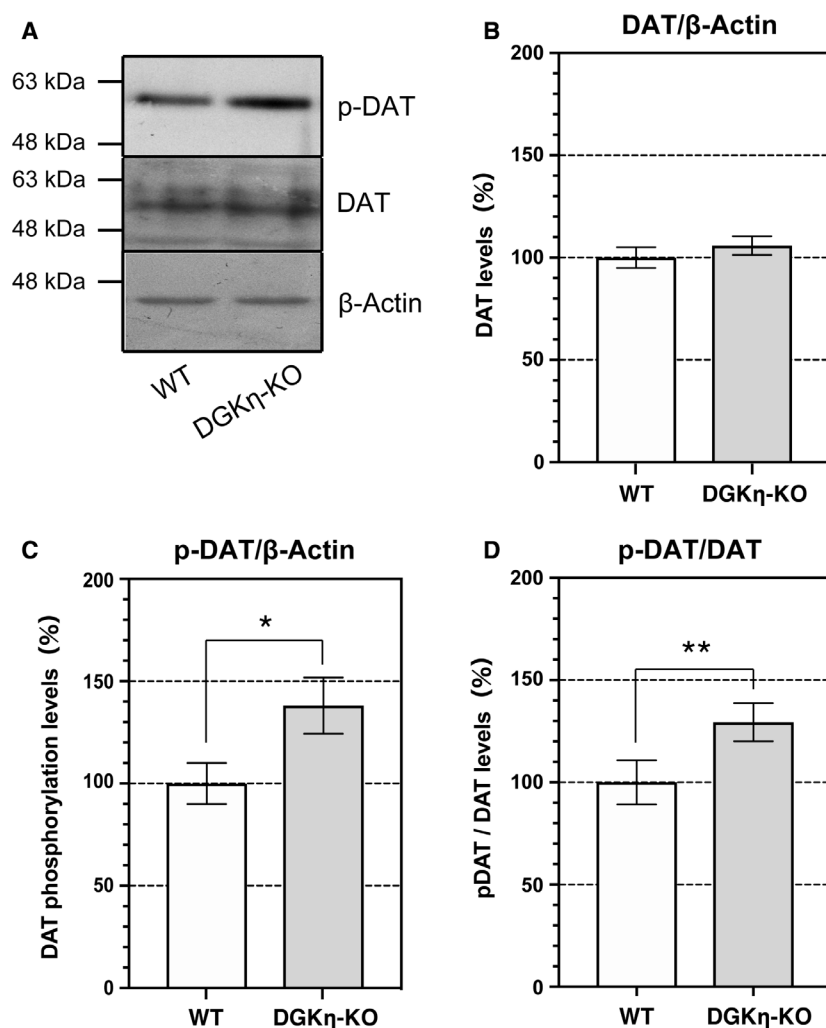 A
63 kDa
48 kDa
p-DAT
63 kDa
48 kDa
DAT
48 kDa
β-Actin
WT
DGKη-KO
B
DAT/β-Actin
DAT levels (%)
200
150
100
50
0
WT
DGKη-KO
C
p-DAT/β-Actin
DAT phosphorylation levels (%)
200
150
100
50
0
*
WT
DGKη-KO
D
p-DAT/DAT
pDAT / DAT levels (%)
200
150
100
50
0
**
WT
DGKη-KO